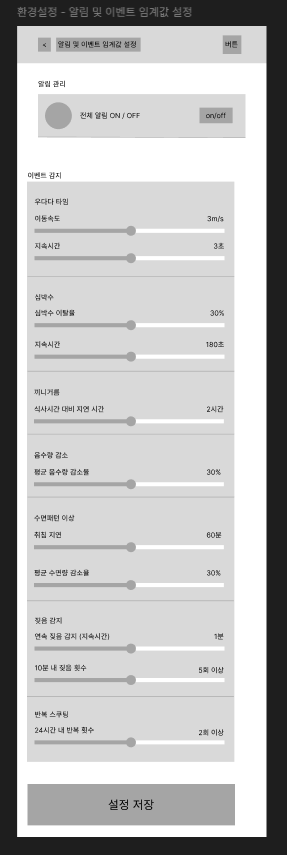 환경설정 - 알림 및 이벤트 임계값 설정
< 알림 및 이벤트 임계값 설정 버튼
알림 관리
전체 알림 ON / OFF on/off
이벤트 감지
우다다 타임
이동속도 3m/s
지속시간 3초
심박수
심박수 이탈율 30%
지속시간 180초
끼니거름
식사시간 대비 지연 시간 2시간
음수량 감소
평균 음수량 감소율 30%
수면패턴 이상
취침 지연 60분
평균 수면량 감소율 30%
짖음 감지
연속 짖음 감지 (지속시간) 1분
10분 내 짖음 횟수 5회 이상
반복 스쿠팅
24시간 내 반복 횟수 2회 이상
설정 저장